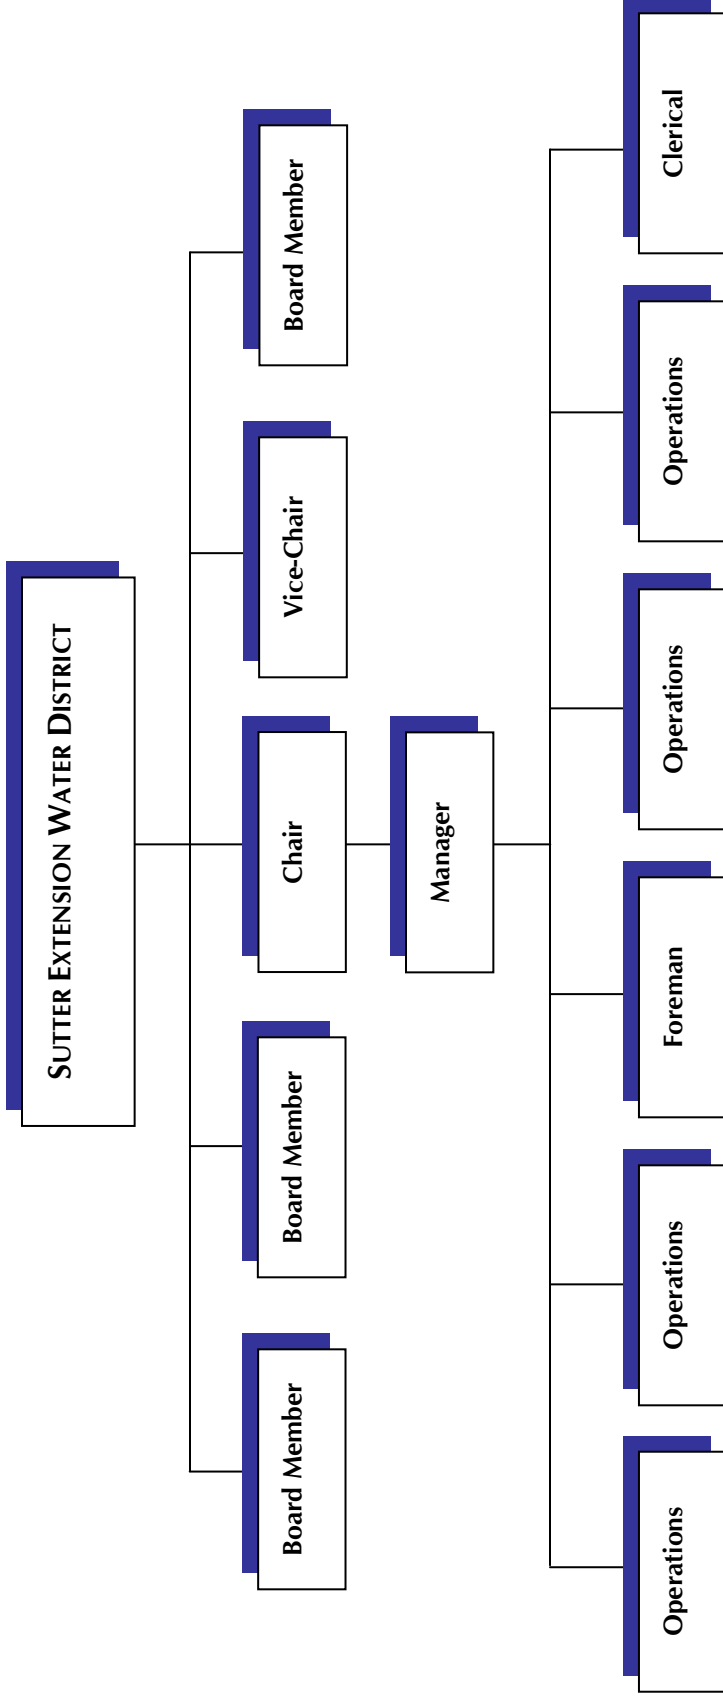 SUTTER EXTENSION WATER DISTRICT
Board Member
Board Member
Chair
Vice-Chair
Board Member
Manager
Operations
Operations
Foreman
Operations
Operations
Clerical